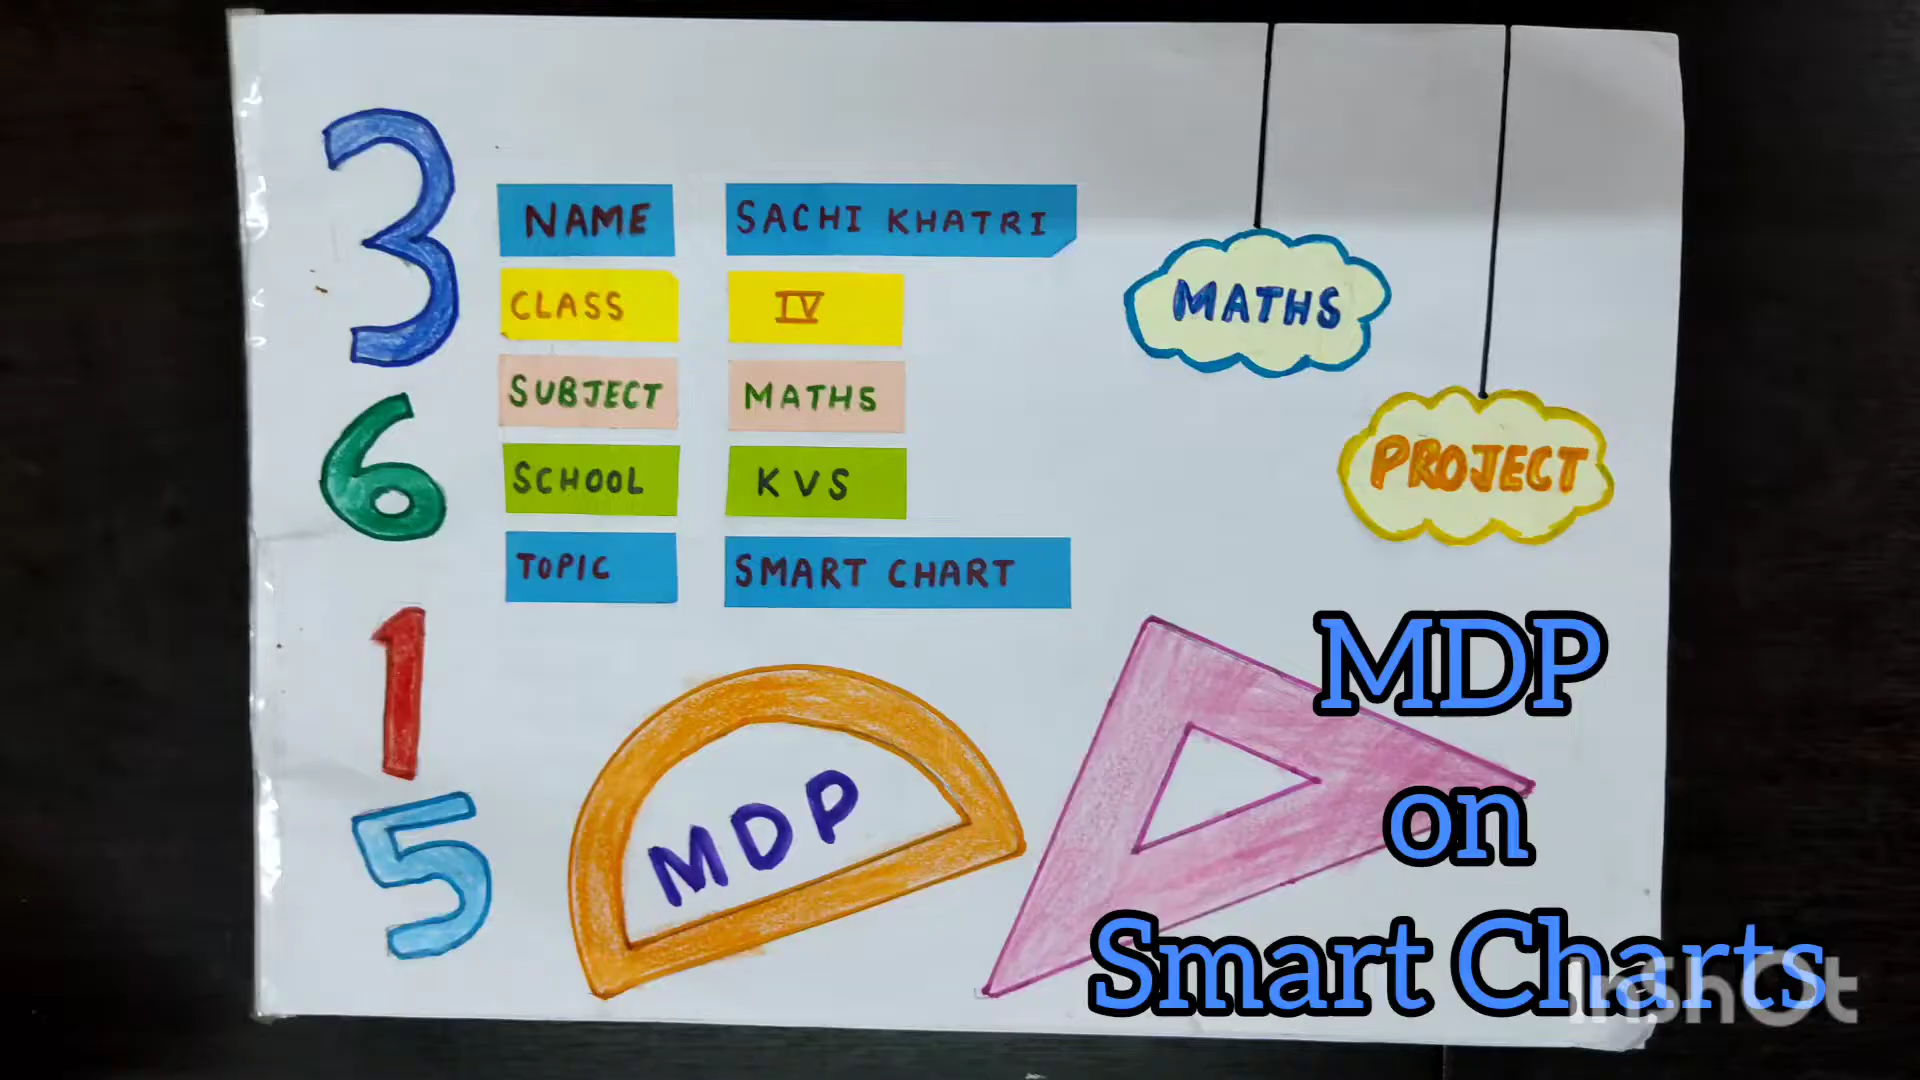 3
NAME SACHI KHATRI
CLASS IV
SUBJECT MATHS
SCHOOL KVS
TOPIC SMART CHART
MATHS
PROJECT
6
1
5
MDP
MDP
on
Smart Charts
InShOt